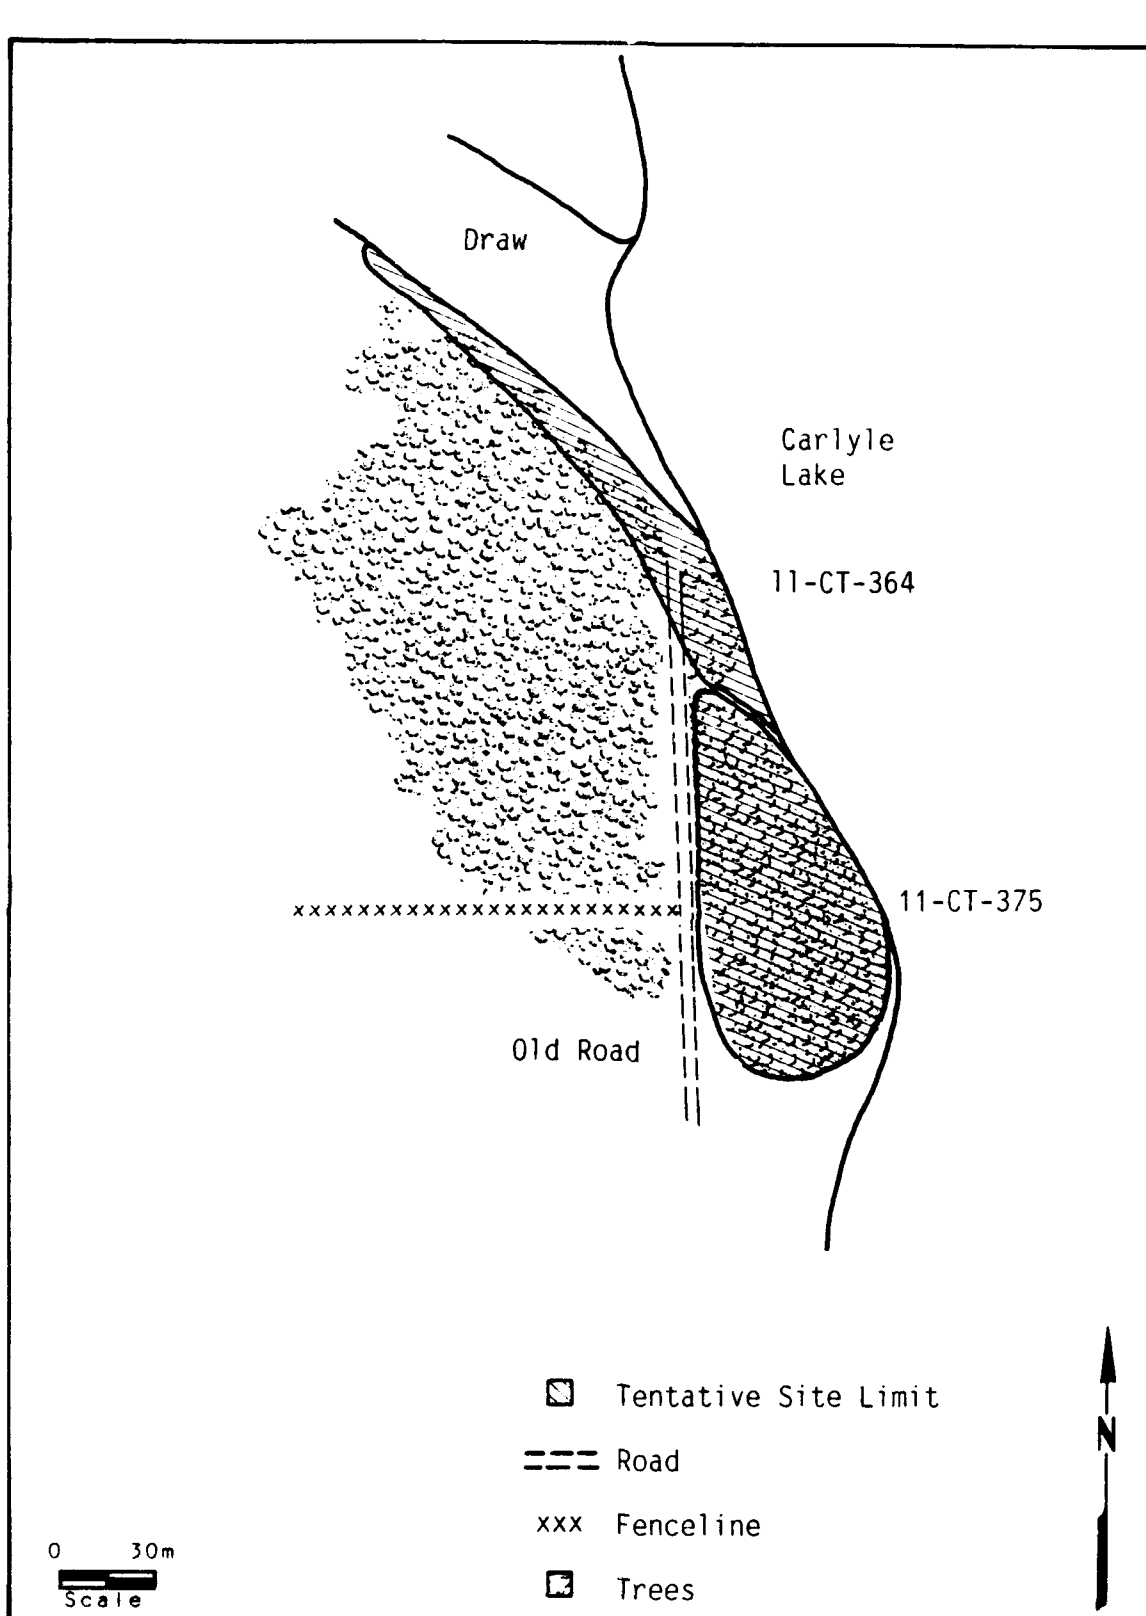 Draw
Carlyle
Lake
11-CT-364
11-CT-375
xxxxxxxxxxxxxxxxxxxxxxxx
Old Road
Tentative Site Limit
Road
xxx Fenceline
Trees
N
0 30m
Scale